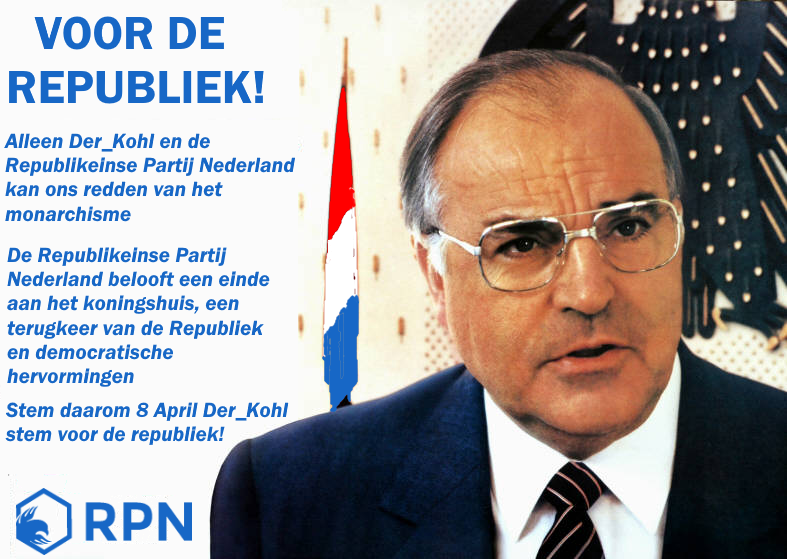 VOOR DE
REPUBLIEK!
Alleen Der_Kohl en de
Republikeinse Partij Nederland
kan ons redden van het
monarchisme
De Republikeinse Partij
Nederland belooft een einde
aan het koningshuis, een
terugkeer van de Republiek
en democratische
hervormingen
Stem daarom 8 April Der_Kohl
stem voor de republiek!
RPN